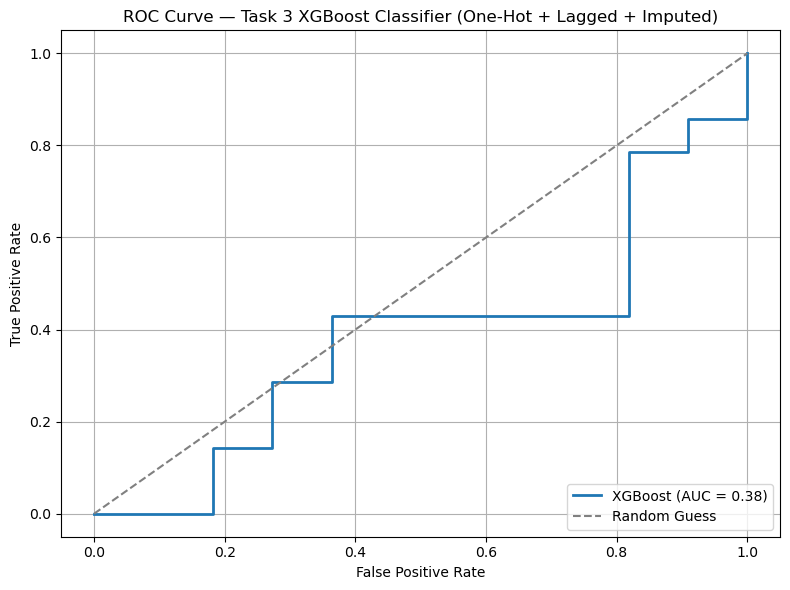 ROC Curve — Task 3 XGBoost Classifier (One-Hot + Lagged + Imputed)
True Positive Rate
1.0
0.8
0.6
0.4
0.2
0.0
XGBoost (AUC = 0.38)
Random Guess
0.0 0.2 0.4 0.6 0.8 1.0
False Positive Rate